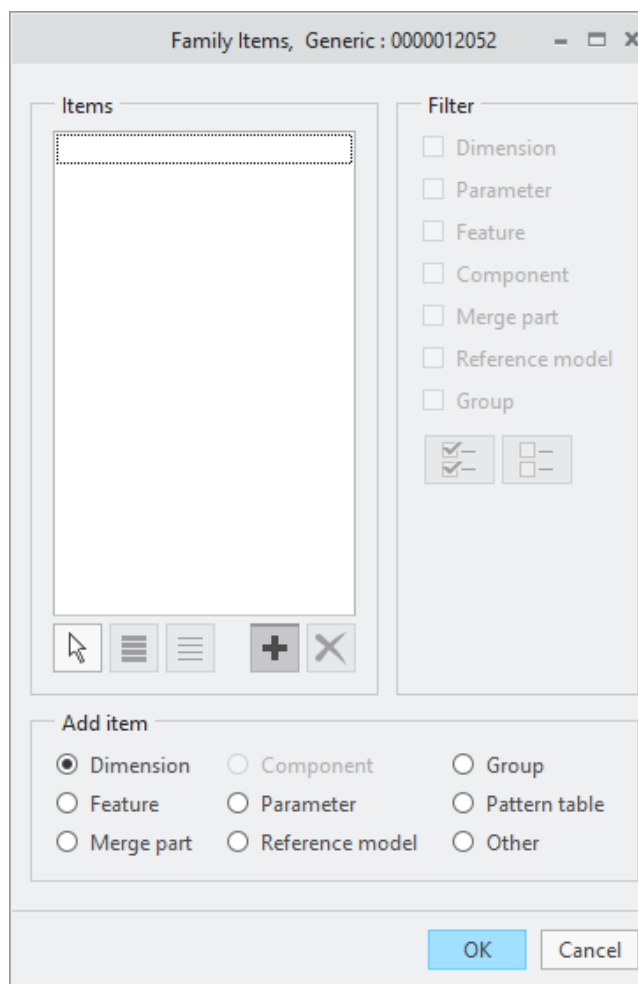 Family Items, Generic : 0000012052
Items
Filter
Dimension
Parameter
Feature
Component
Merge part
Reference model
Group
Add item
Dimension Component Group
Feature Parameter Pattern table
Merge part Reference model Other
OK Cancel